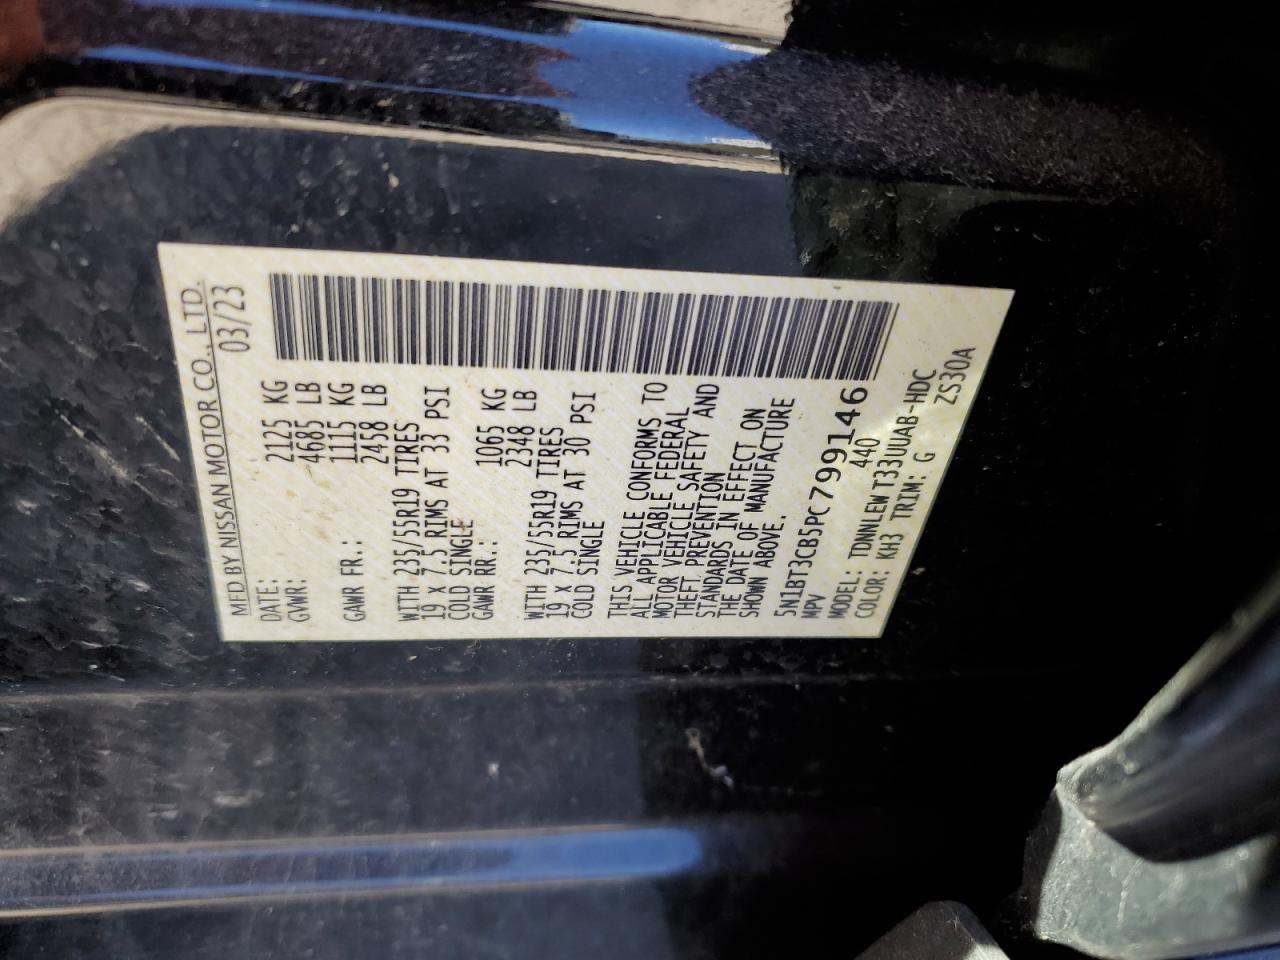 MFD BY NISSAN MOTOR CO., LTD.
DATE: 03/23
GVWR: 2125 KG
4685 LB
GAWR FR.: 1115 KG
2458 LB
WITH 235/55R19 TIRES
19 x 7.5 RIMS AT 33 PSI
COLD SINGLE
GAWR RR.: 1065 KG
2348 LB
WITH 235/55R19 TIRES
19 x 7.5 RIMS AT 30 PSI
COLD SINGLE
THIS VEHICLE CONFORMS TO
ALL APPLICABLE FEDERAL
MOTOR VEHICLE SAFETY AND
THEFT PREVENTION
STANDARDS IN EFFECT ON
THE DATE OF MANUFACTURE
SHOWN ABOVE.
5N1BT3CB5PC799146
MPV 440
MODEL: TDNNLEW T33UUAB-HDC
COLOR: KH3 TRIM: G ZS30A